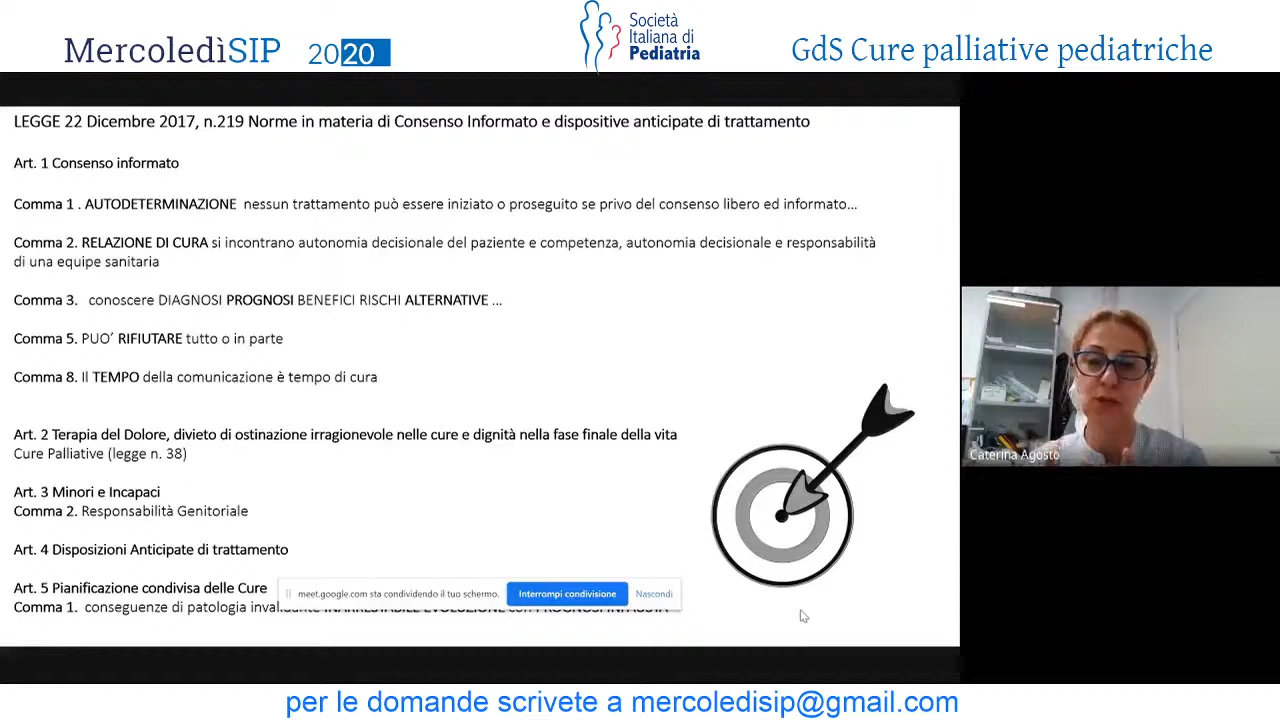 MercoledìSIP 2020
Società
Italiana di
Pediatria
GdS Cure palliative pediatriche
LEGGE 22 Dicembre 2017, n.219 Norme in materia di Consenso Informato e dispositive anticipate di trattamento
Art. 1 Consenso informato
Comma 1 . AUTODETERMINAZIONE nessun trattamento può essere iniziato o proseguito se privo del consenso libero ed informato...
Comma 2. RELAZIONE DI CURA si incontrano autonomia decisionale del paziente e competenza, autonomia decisionale e responsabilità
di una equipe sanitaria
Comma 3. conoscere DIAGNOSI PROGNOSI BENEFICI RISCHI ALTERNATIVE ...
Comma 5. PUO' RIFIUTARE tutto o in parte
Comma 8. Il TEMPO della comunicazione è tempo di cura
Art. 2 Terapia del Dolore, divieto di ostinazione irragionevole nelle cure e dignità nella fase finale della vita
Cure Palliative (legge n. 38)
Art. 3 Minori e Incapaci
Comma 2. Responsabilità Genitoriale
Art. 4 Disposizioni Anticipate di trattamento
Art. 5 Pianificazione condivisa delle Cure
meet.google.com sta condividendo il tuo schermo. Interrompi condivisione Nascondi
Comma 1. conseguenze di patologia
Caterina Agosto
per le domande scrivete a mercoledisip@gmail.com